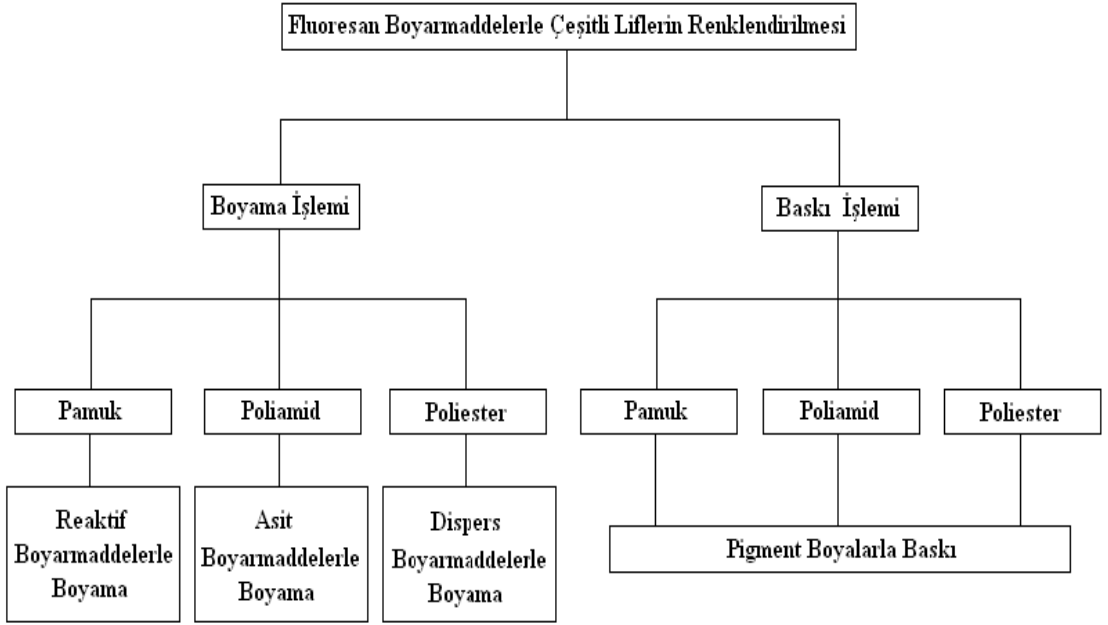 Fluoresan Boyarmaddelerle Çeşitli Liflerin Renklendirilmesi
Boyama İşlemi
Baskı İşlemi
Pamuk
Poliamid
Poliester
Pamuk
Poliamid
Poliester
Reaktif
Boyarmaddelerle
Boyama
Asit
Boyarmaddelerle
Boyama
Dispers
Boyarmaddelerle
Boyama
Pigment Boyalarla Baskı